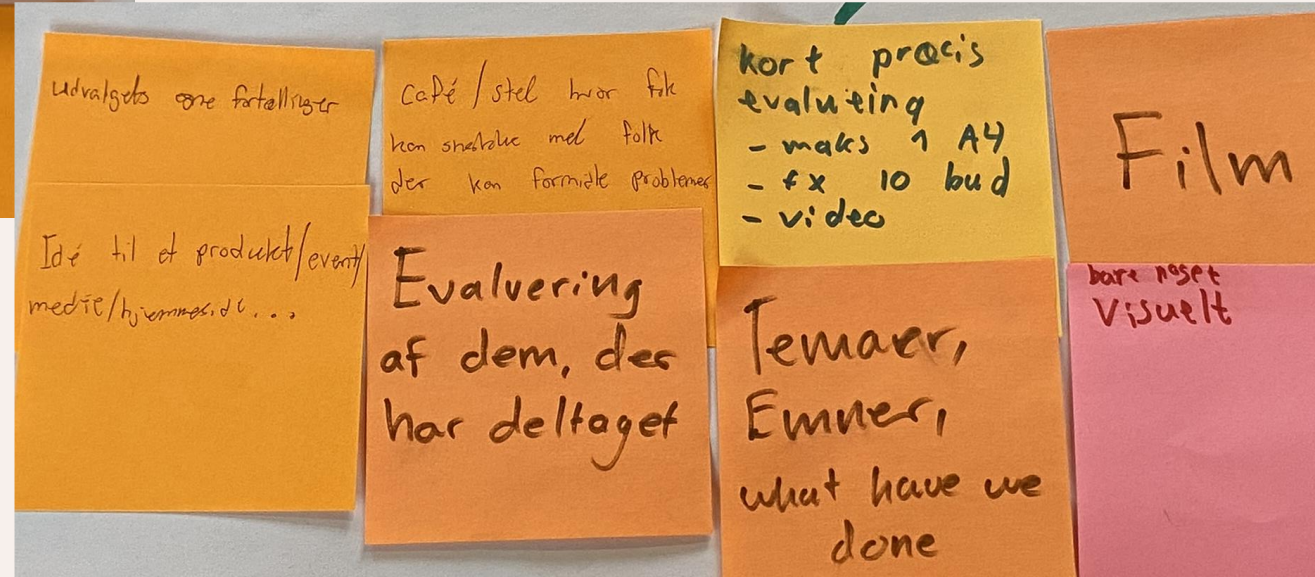 udvalgets egne fortællinger
Idé til et produkt/event/
medie/hjemmeside...
Café/sted hvor folk
kan snakke med folk
der kan formidle problemer
Evaluering
af dem, der
har deltaget
kort præcis
evaluering
- maks 1 A4
- fx 10 bud
- video
Temaer,
Emner,
what have we
done
Film
bare noget
Visuelt